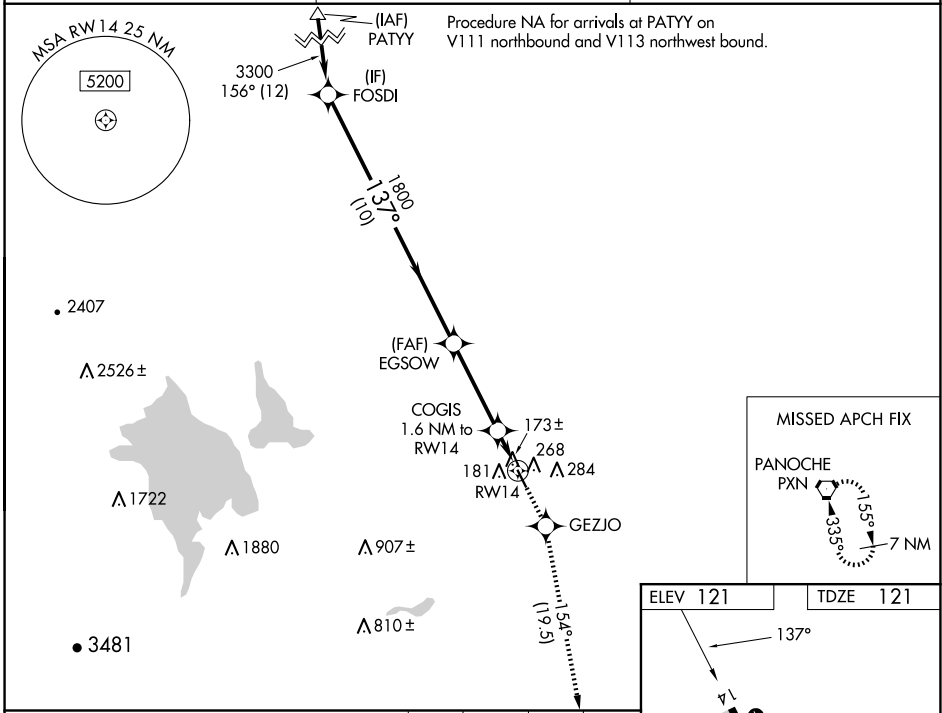 MSA RW14 25 NM
5200
(IAF)
PATYY
Procedure NA for arrivals at PATYY on
V111 northbound and V113 northwest bound.
3300
156° (12)
(IF)
FOSDI
1800
137°
(10)
2407
2526±
(FAF)
EGSOW
COGIS
1.6 NM to
RW14
173±
268
181
284
RW14
1722
GEZJO
1880
907±
810±
3481
154°
(19.5)
MISSED APCH FIX
PANOCHE
PXN
155°
335°
7 NM
ELEV 121
TDZE 121
137°
14